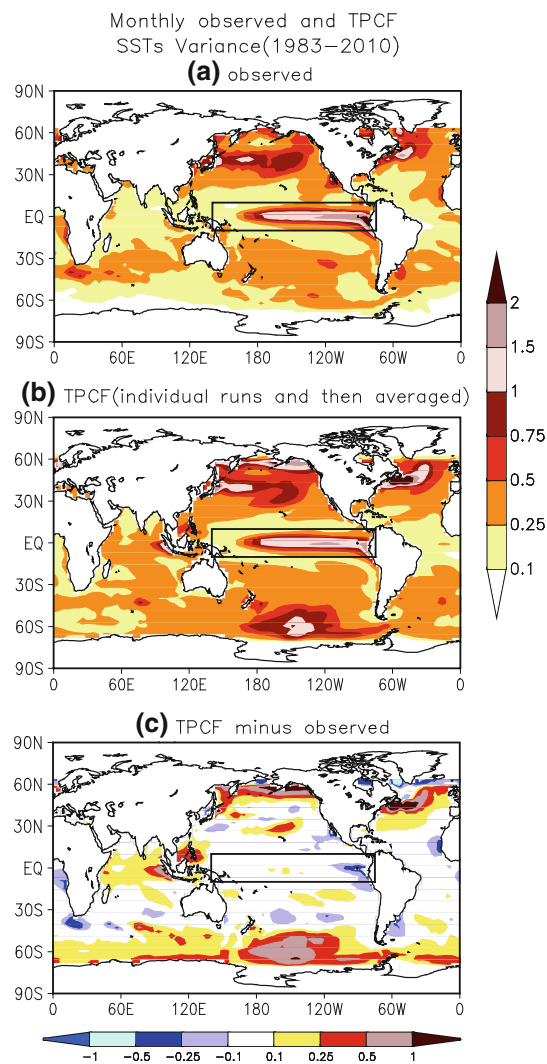 Monthly observed and TPCF
SSTs Variance(1983−2010)
(a) observed
90N
60N
30N
EQ
30S
60S
90S
0 60E 120E 180 120W 60W 0
(b) TPCF(individual runs and then averaged)
90N
60N
30N
EQ
30S
60S
90S
0 60E 120E 180 120W 60W 0
2
1.5
1
0.75
0.5
0.25
0.1
(c) TPCF minus observed
90N
60N
30N
EQ
30S
60S
90S
0 60E 120E 180 120W 60W 0
−1 −0.5 −0.25 −0.1 0.1 0.25 0.5 1